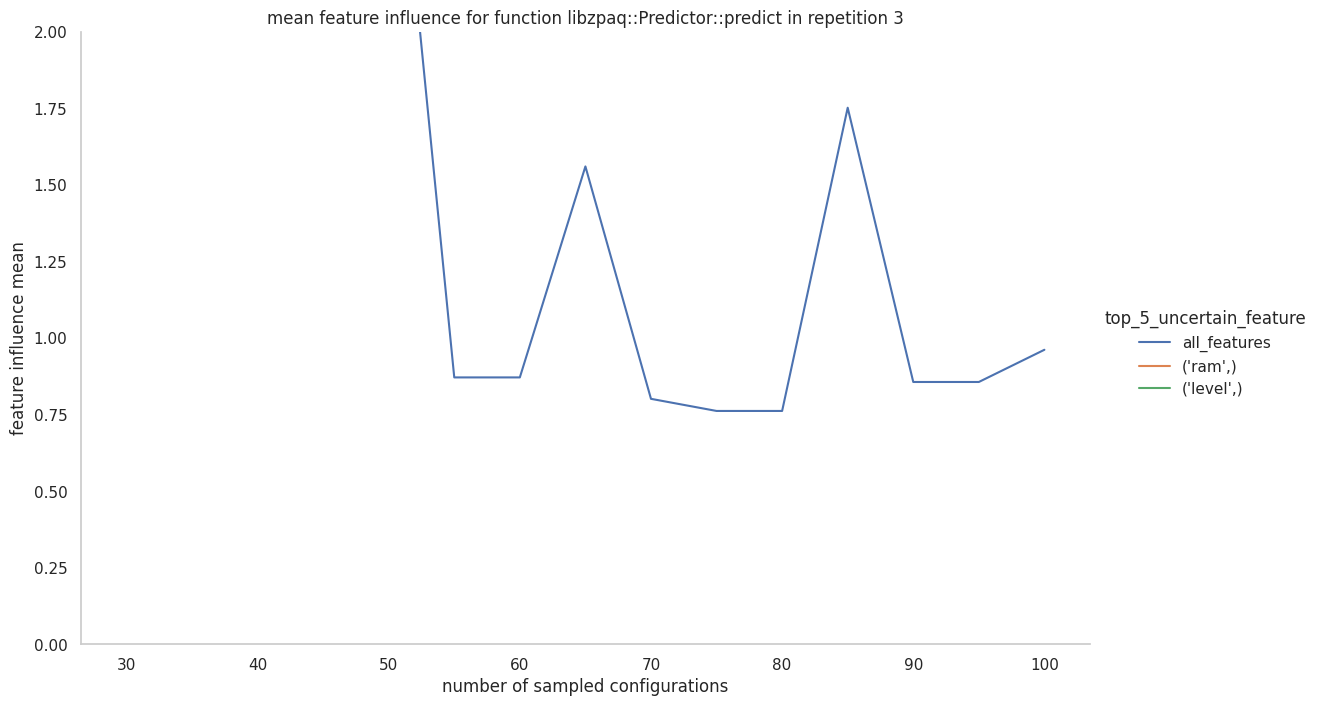 mean feature influence for function libzpaq::Predictor::predict in repetition 3
2.00
1.75
1.50
1.25
1.00
0.75
0.50
0.25
0.00
feature influence mean
30 40 50 60 70 80 90 100
number of sampled configurations
top_5_uncertain_feature
all_features
('ram',)
('level',)